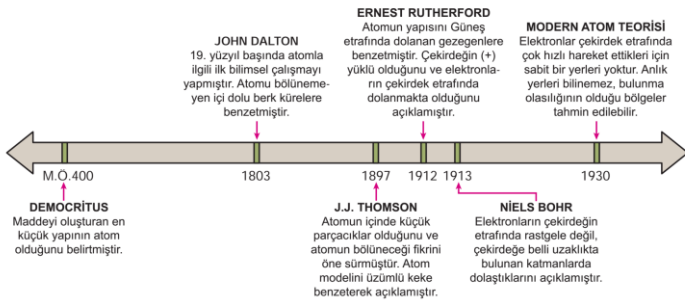 JOHN DALTON
19. yüzyıl başında atomla
ilgili ilk bilimsel çalışmayı
yapmıştır. Atomu bölüneme-
yen içi dolu berk kürelere
benzetmiştir.
ERNEST RUTHERFORD
Atomun yapısını Güneş
etrafında dolanan gezegenlere
benzetmiştir. Çekirdeğin (+)
yüklü olduğunu ve elektronla-
rın çekirdek etrafında
dolanmakta olduğunu
açıklamıştır.
MODERN ATOM TEORİSİ
Elektronlar çekirdek etrafında
çok hızlı hareket ettikleri için
sabit bir yerleri yoktur. Anlık
yerleri bilinemez, bulunma
olasılığının olduğu bölgeler
tahmin edilebilir.
M.Ö.400
1803
1897
1912
1913
1930
DEMOCRİTUS
Maddeyi oluşturan en
küçük yapının atom
olduğunu belirtmiştir.
J.J. THOMSON
Atomun içinde küçük
parçacıklar olduğunu ve
atomun bölüneceği fikrini
öne sürmüştür. Atom
modelini üzümlü keke
benzeterek açıklamıştır.
NİELS BOHR
Elektronların çekirdeğin
etrafında rastgele değil,
çekirdeğe belli uzaklıkta
bulunan katmanlarda
dolaştıklarını açıklamıştır.